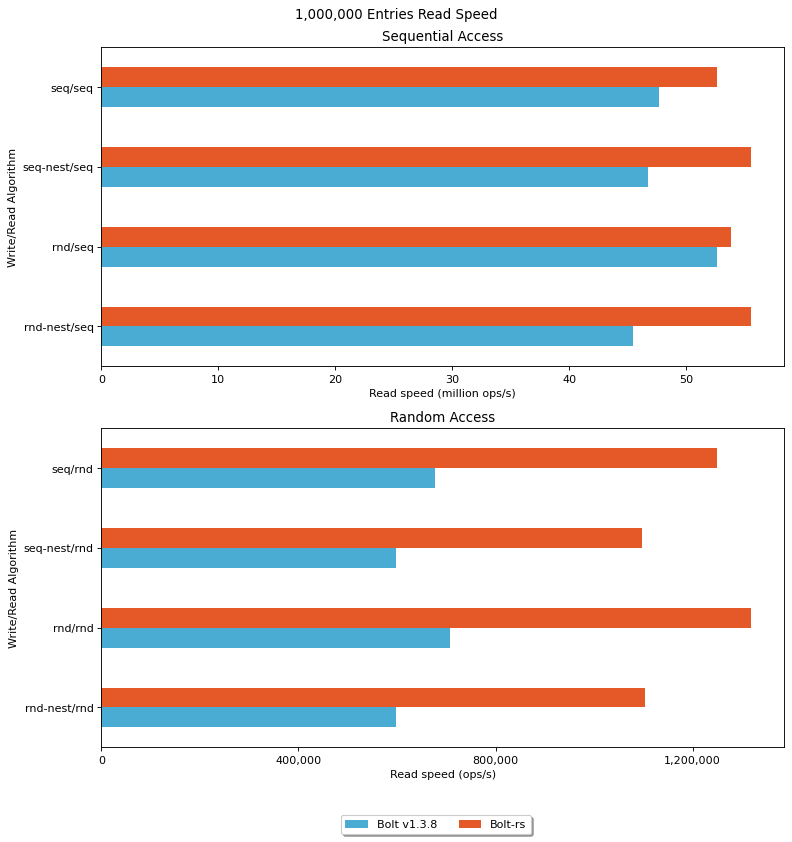 1,000,000 Entries Read Speed
Sequential Access
Write/Read Algorithm
seq/seq
seq-nest/seq
rnd/seq
rnd-nest/seq
0 10 20 30 40 50
Read speed (million ops/s)
Random Access
Write/Read Algorithm
seq/rnd
seq-nest/rnd
rnd/rnd
rnd-nest/rnd
0 400,000 800,000 1,200,000
Read speed (ops/s)
Bolt v1.3.8 Bolt-rs